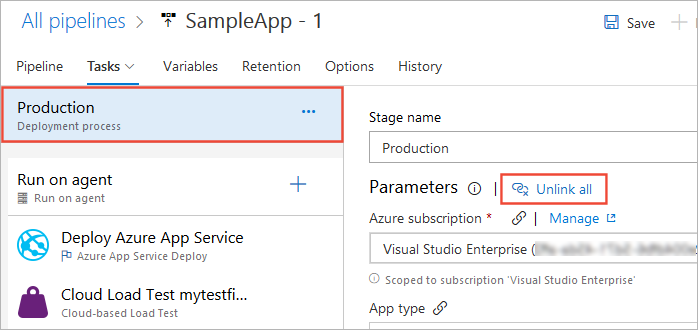 All pipelines > SampleApp - 1
Save
Pipeline Tasks Variables Retention Options History
Production
...
Deployment process
Stage name
Production
Run on agent
Run on agent
Parameters | Unlink all
Azure subscription * | Manage
Visual Studio Enterprise (
Scoped to subscription 'Visual Studio Enterprise'
Deploy Azure App Service
Azure App Service Deploy
App type
Cloud Load Test mytestfi...
Cloud-based Load Test